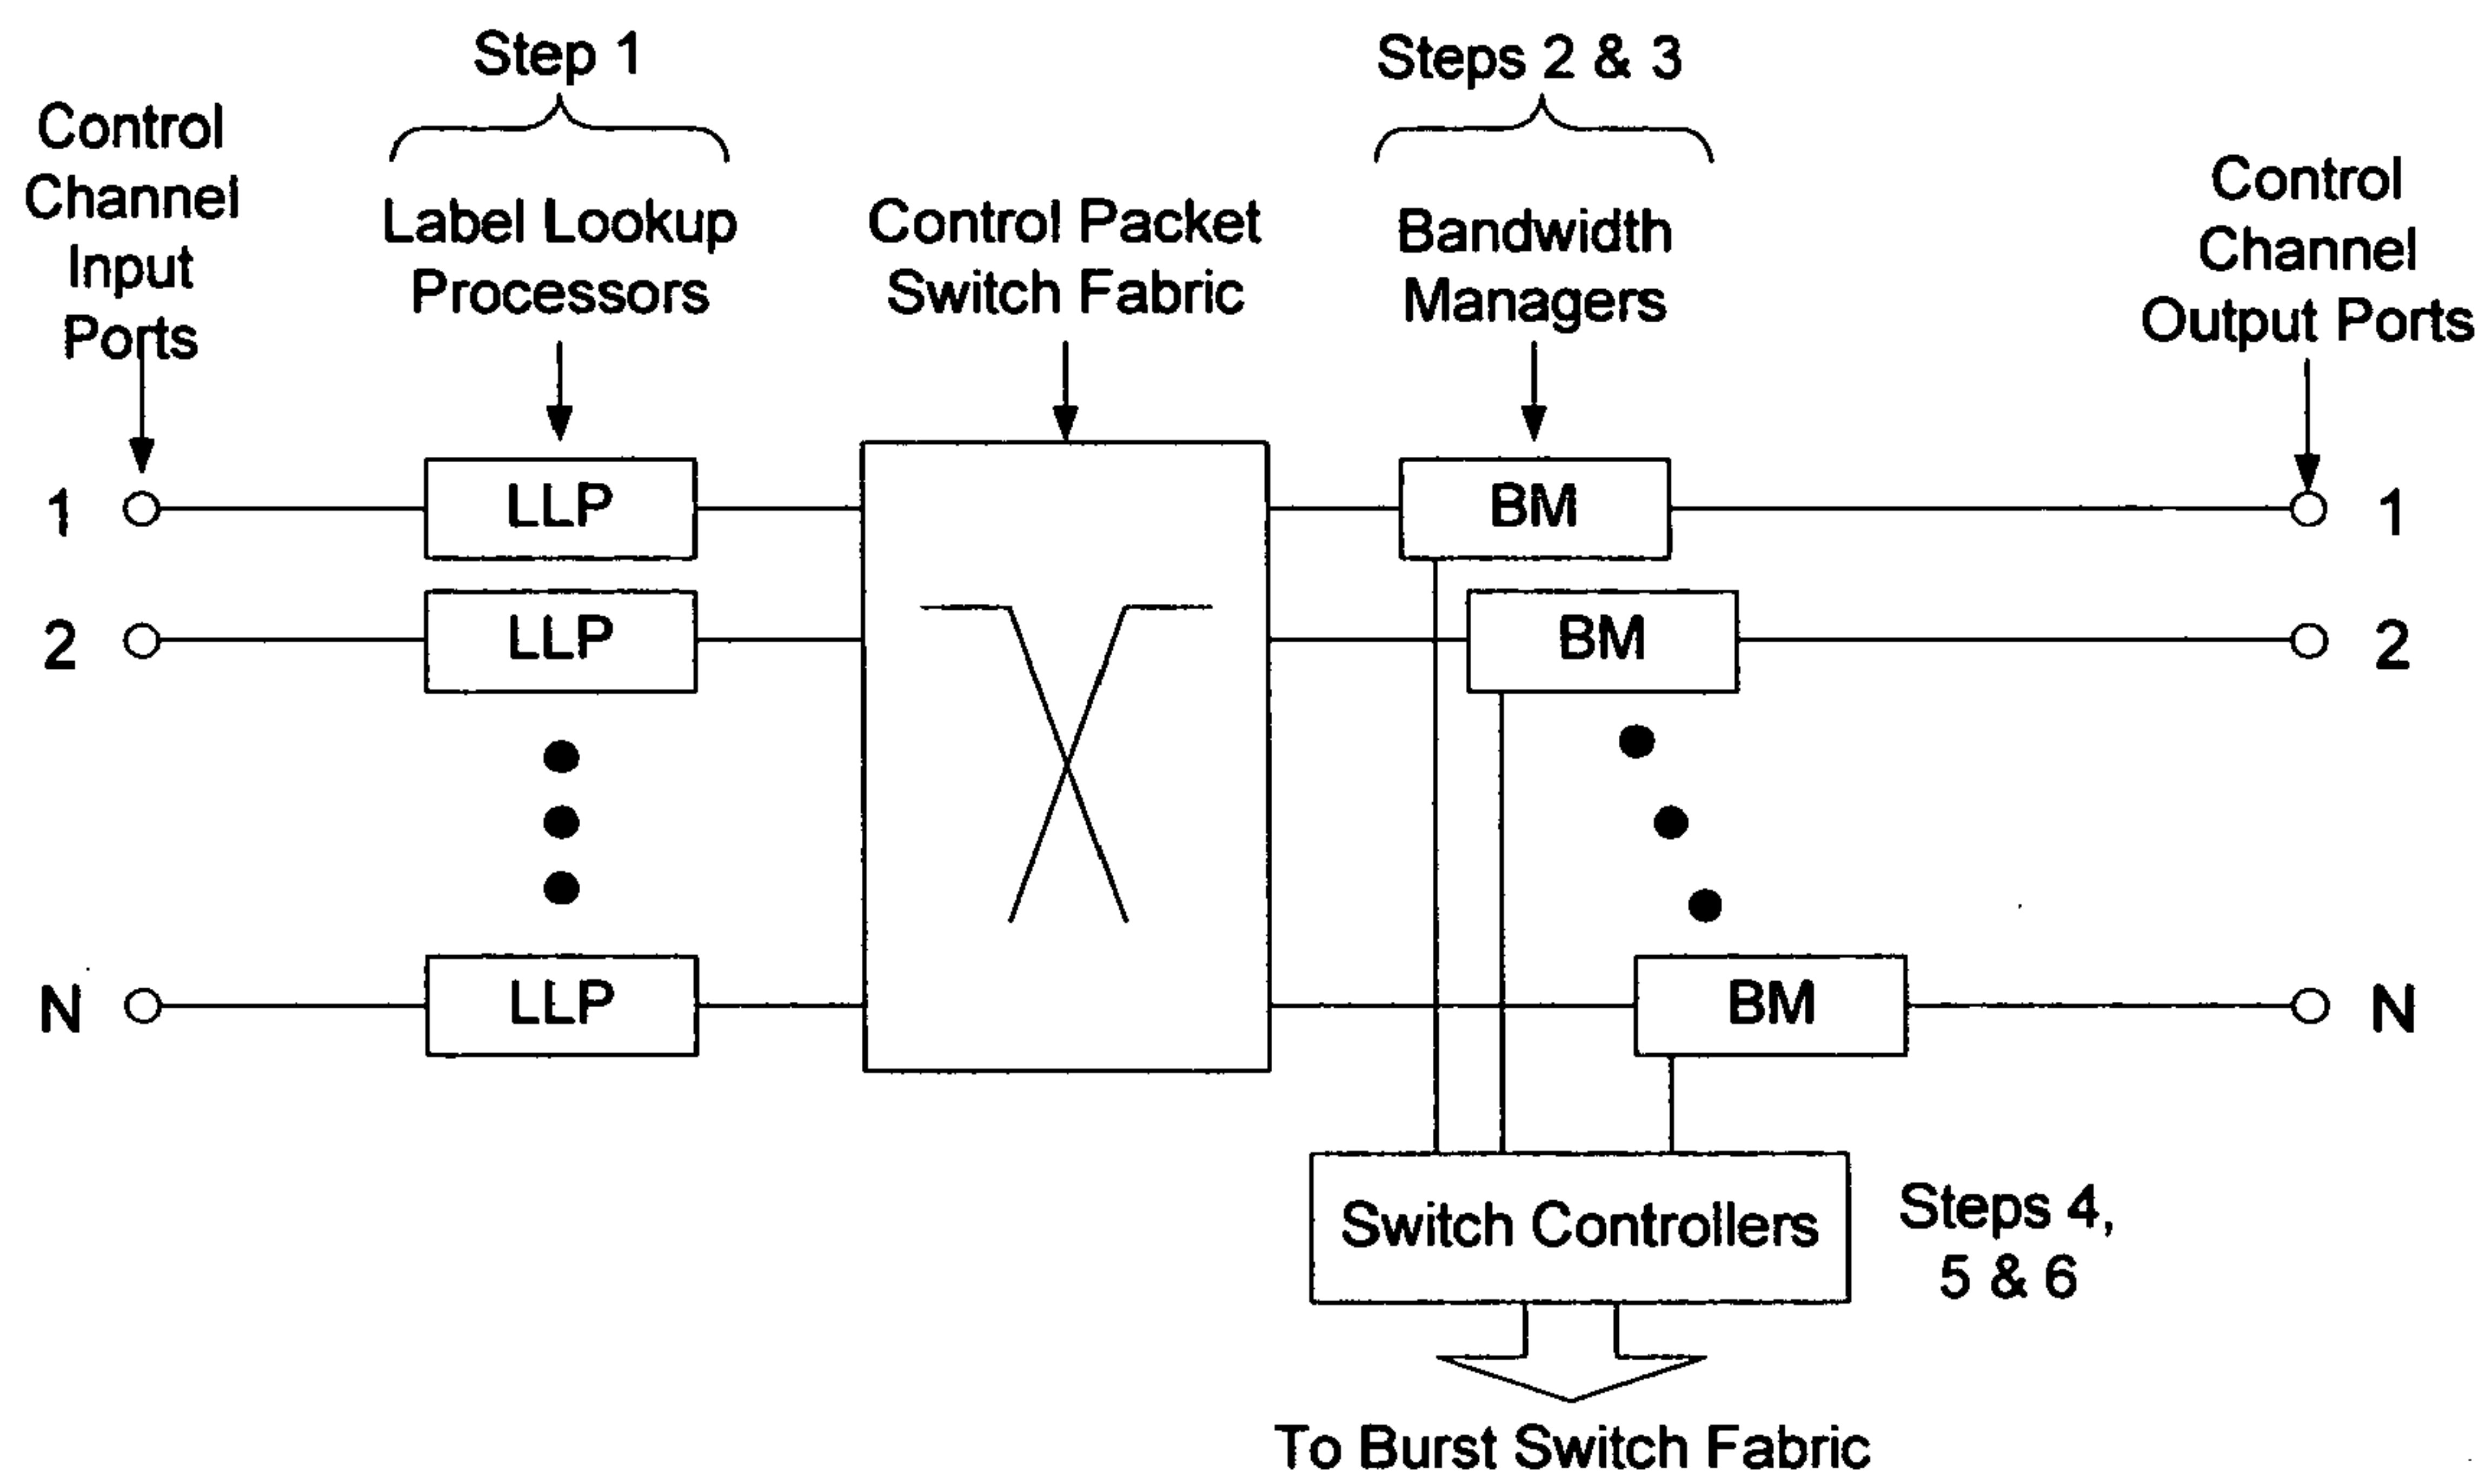 Step 1
Steps 2 & 3
Control
Channel
Input
Ports
Label Lookup
Processors
Control Packet
Switch Fabric
Bandwidth
Managers
Control
Channel
Output Ports
1
LLP
BM
1
2
LLP
BM
2
N
LLP
BM
N
Switch Controllers
Steps 4,
5 & 6
To Burst Switch Fabric